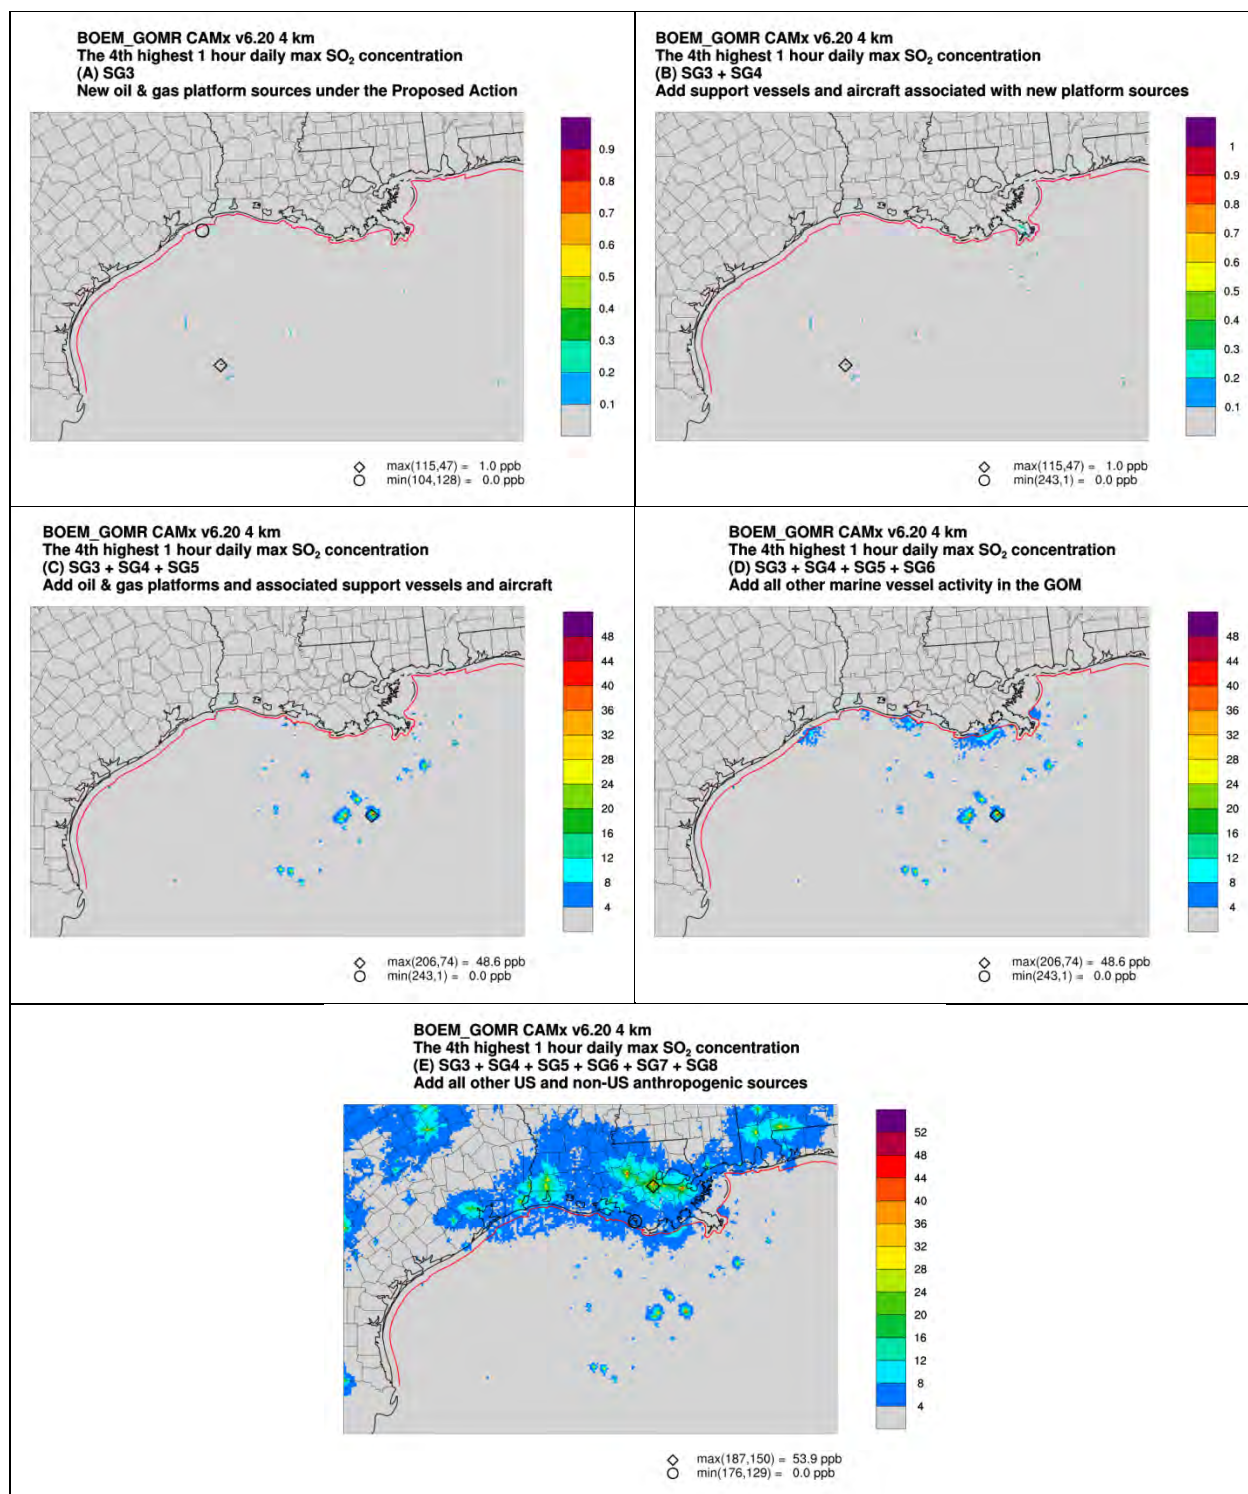 BOEM_GOMR CAMx v6.20 4 km
The 4th highest 1 hour daily max SO₂ concentration
(A) SG3
New oil & gas platform sources under the Proposed Action
0.9
0.8
0.7
0.6
0.5
0.4
0.3
0.2
0.1
max(115,47) = 1.0 ppb
min(104,128) = 0.0 ppb
BOEM_GOMR CAMx v6.20 4 km
The 4th highest 1 hour daily max SO₂ concentration
(B) SG3 + SG4
Add support vessels and aircraft associated with new platform sources
1
0.9
0.8
0.7
0.6
0.5
0.4
0.3
0.2
0.1
max(115,47) = 1.0 ppb
min(243,1) = 0.0 ppb
BOEM_GOMR CAMx v6.20 4 km
The 4th highest 1 hour daily max SO₂ concentration
(C) SG3 + SG4 + SG5
Add oil & gas platforms and associated support vessels and aircraft
48
44
40
36
32
28
24
20
16
12
8
4
max(206,74) = 48.6 ppb
min(243,1) = 0.0 ppb
BOEM_GOMR CAMx v6.20 4 km
The 4th highest 1 hour daily max SO₂ concentration
(D) SG3 + SG4 + SG5 + SG6
Add all other marine vessel activity in the GOM
48
44
40
36
32
28
24
20
16
12
8
4
max(206,74) = 48.6 ppb
min(243,1) = 0.0 ppb
BOEM_GOMR CAMx v6.20 4 km
The 4th highest 1 hour daily max SO₂ concentration
(E) SG3 + SG4 + SG5 + SG6 + SG7 + SG8
Add all other US and non-US anthropogenic sources
52
48
44
40
36
32
28
24
20
16
12
8
4
max(187,150) = 53.9 ppb
min(176,129) = 0.0 ppb